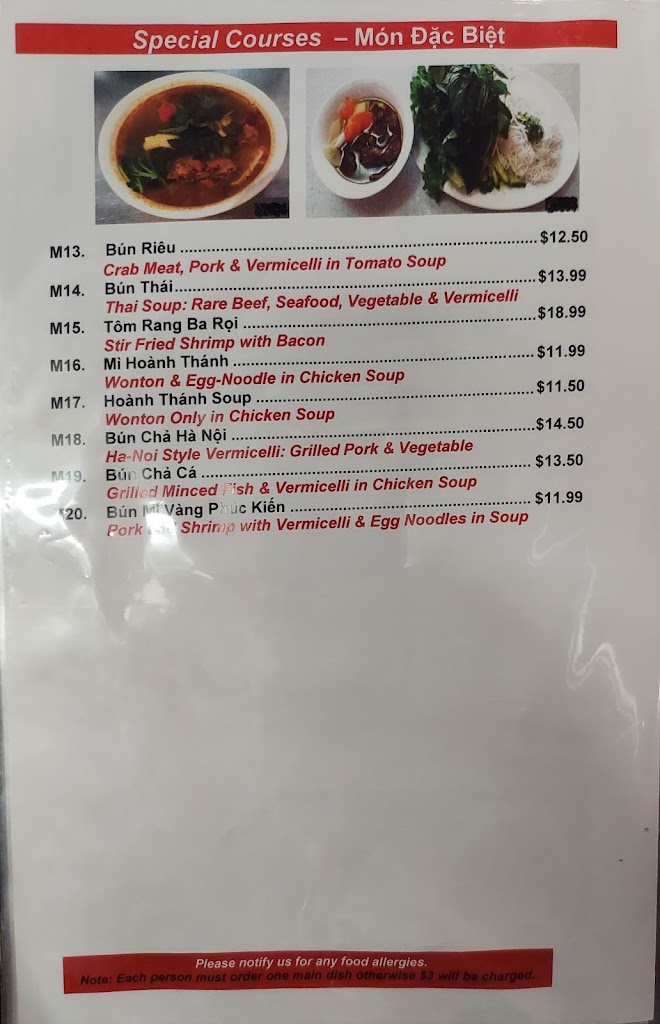 Special Courses – Món Đặc Biệt
M13. Bún Riêu ........ $12.50
Crab Meat, Pork & Vermicelli in Tomato Soup
M14. Bún Thái ........ $13.99
Thai Soup: Rare Beef, Seafood, Vegetable & Vermicelli
M15. Tôm Rang Ba Rọi ........ $18.99
Stir Fried Shrimp with Bacon
M16. Mì Hoành Thánh ........ $11.99
Wonton & Egg-Noodle in Chicken Soup
M17. Hoành Thánh Soup ........ $11.50
Wonton Only in Chicken Soup
M18. Bún Chả Hà Nội ........ $14.50
Ha-Noi Style Vermicelli: Grilled Pork & Vegetable
M19. Bún Chả Cá ........ $13.50
Grilled Minced Fish & Vermicelli in Chicken Soup
20. Bún Mì Vàng Phúc Kiến ........ $11.99
Pork and Shrimp with Vermicelli & Egg Noodles in Soup
Please notify us for any food allergies.
Note: Each person must order one main dish otherwise $3 will be charged.